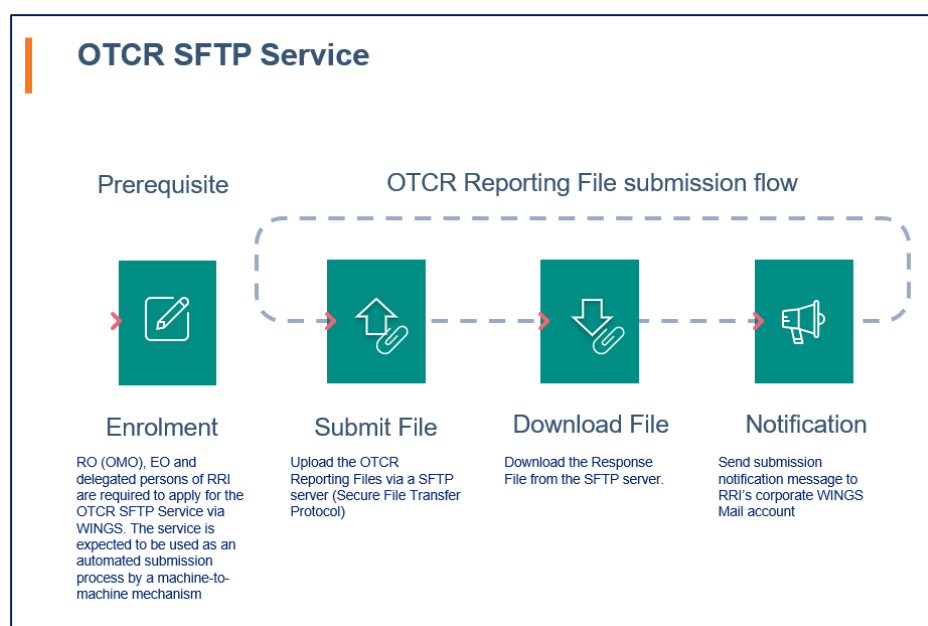 OTCR SFTP Service
Prerequisite
OTCR Reporting File submission flow
Enrolment
RO (OMO), EO and
delegated persons of RRI
are required to apply for the
OTCR SFTP Service via
WINGS. The service is
expected to be used as an
automated submission
process by a machine-to-
machine mechanism
Submit File
Upload the OTCR
Reporting Files via a SFTP
server (Secure File Transfer
Protocol)
Download File
Download the Response
File from the SFTP server.
Notification
Send submission
notification message to
RRI's corporate WINGS
Mail account